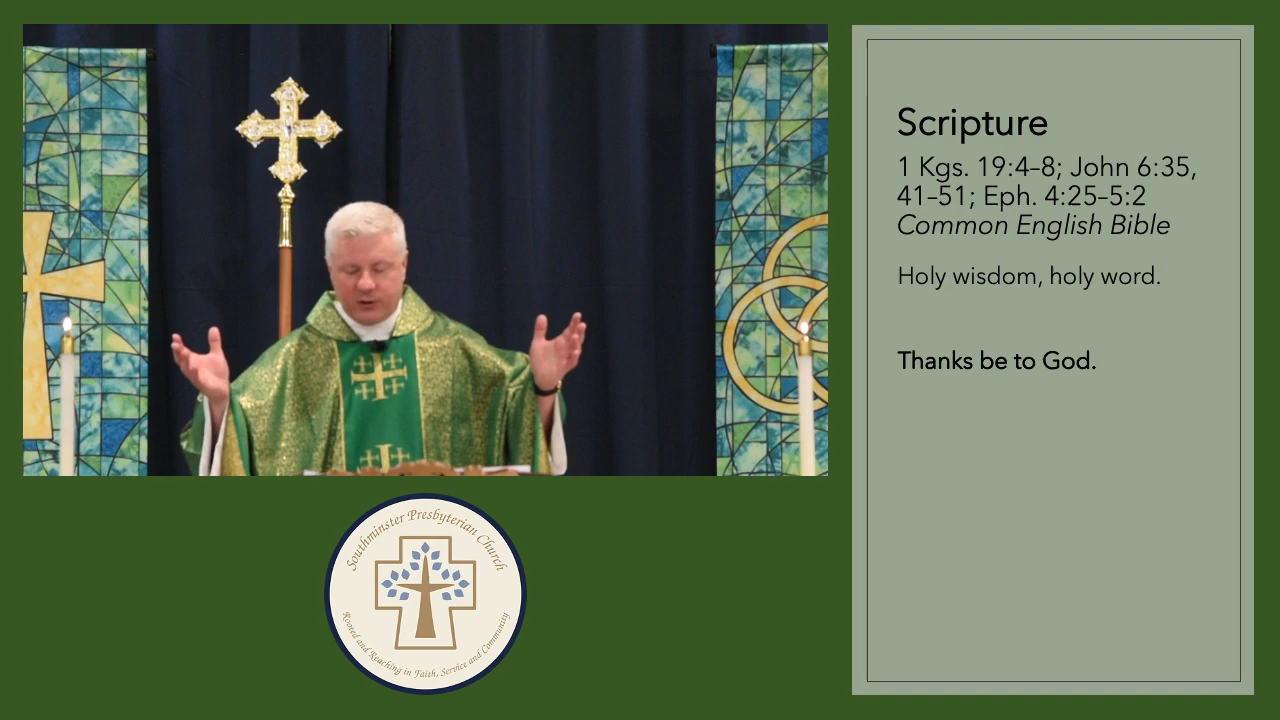 Scripture
1 Kgs. 19:4–8; John 6:35,
41–51; Eph. 4:25–5:2
Common English Bible
Holy wisdom, holy word.
Thanks be to God.
Southminster Presbyterian Church
Rooted and Reaching in Faith, Service and Community